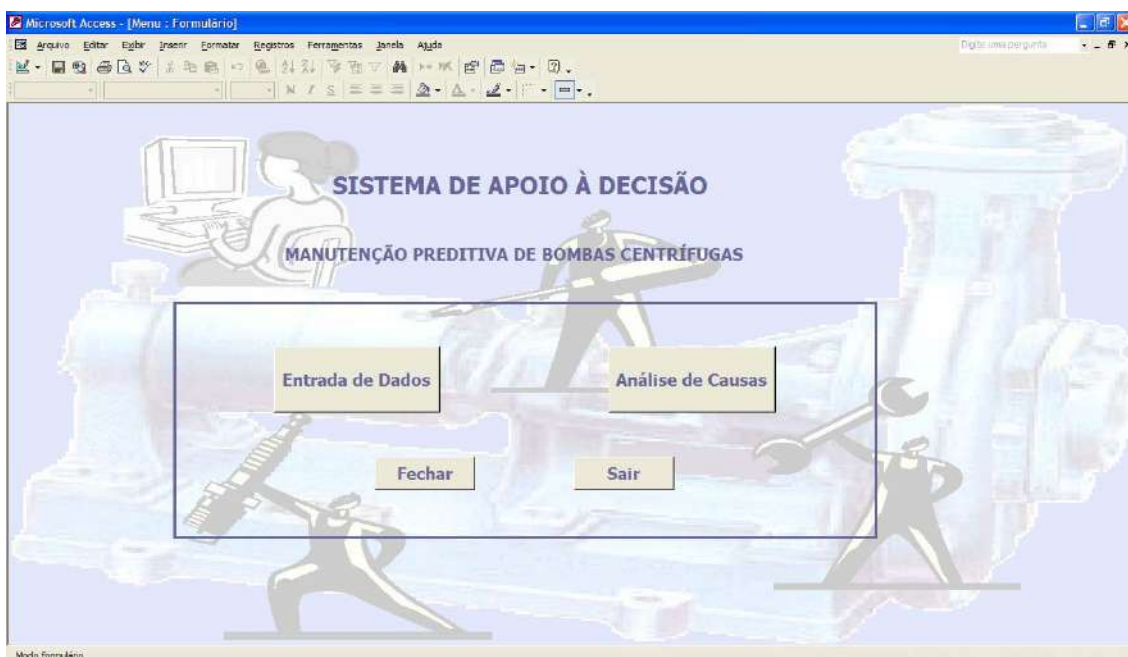 Microsoft Access - [Menu : Formulário]
Arquivo Editar Exibir Inserir Formatar Registros Ferramentas Janela Ajuda
Digite uma pergunta
N I S
SISTEMA DE APOIO À DECISÃO
MANUTENÇÃO PREDITIVA DE BOMBAS CENTRÍFUGAS
Entrada de Dados
Análise de Causas
Fechar
Sair
Modo Formulário